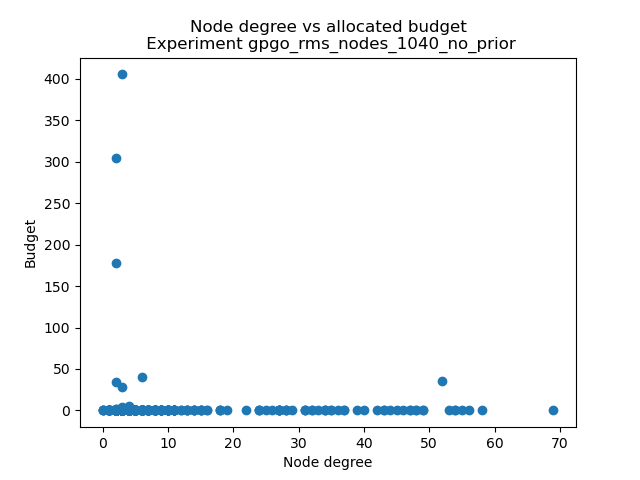 Node degree vs allocated budget
Experiment gpgo_rms_nodes_1040_no_prior
400
350
300
250
200
150
100
50
0
Budget
0 10 20 30 40 50 60 70
Node degree